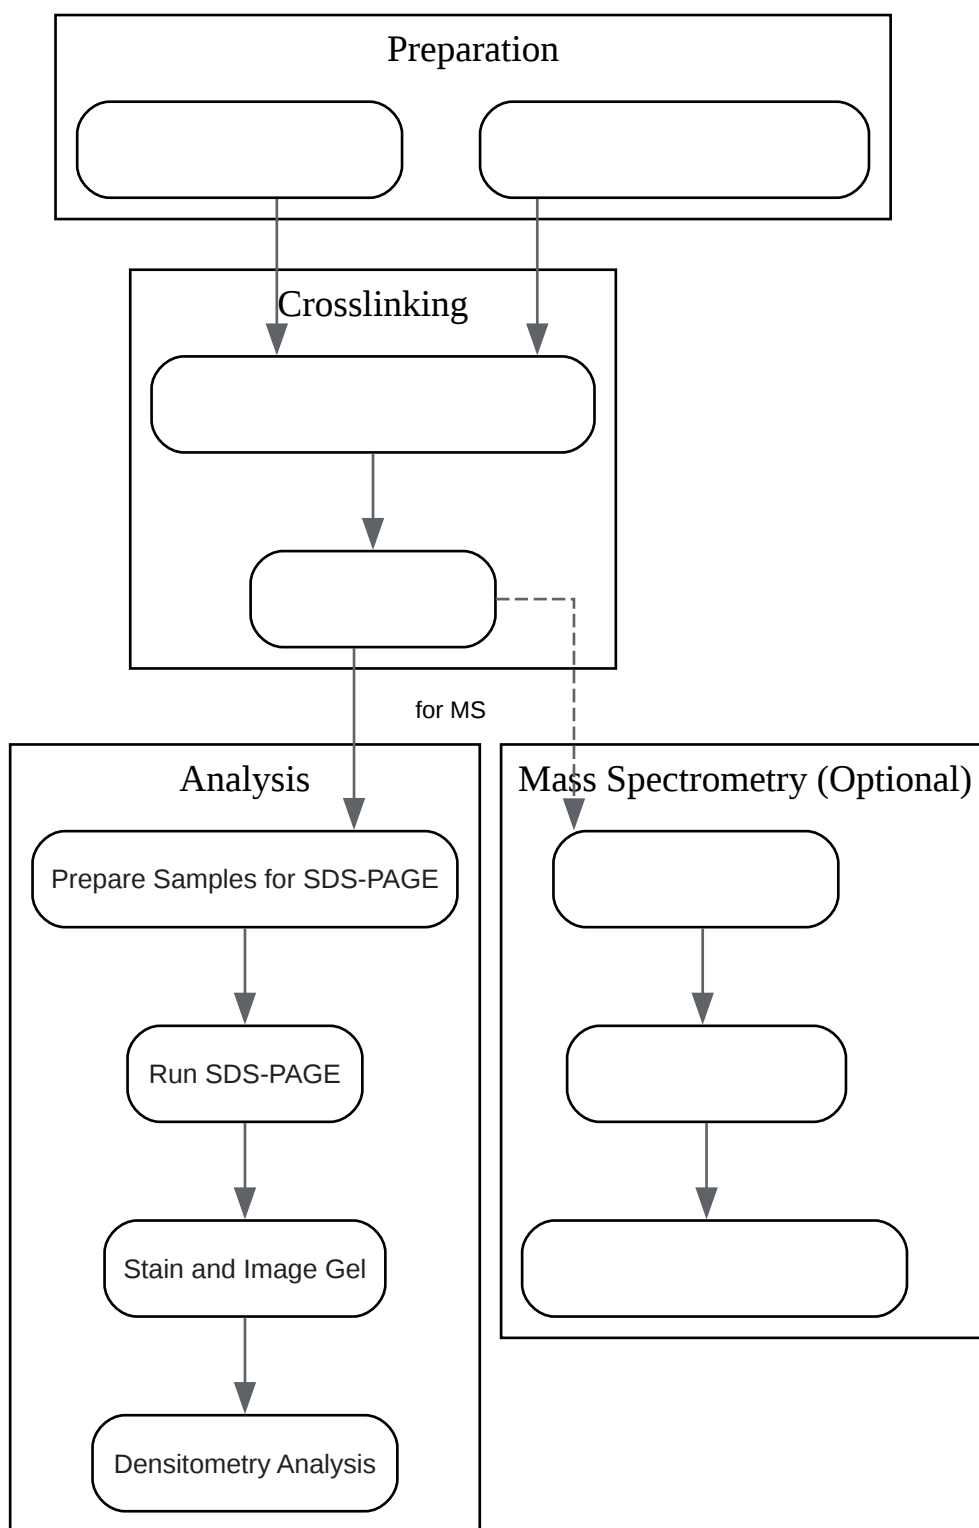 Preparation
Crosslinking
for MS
Analysis
Mass Spectrometry (Optional)
Prepare Samples for SDS-PAGE
Run SDS-PAGE
Stain and Image Gel
Densitometry Analysis